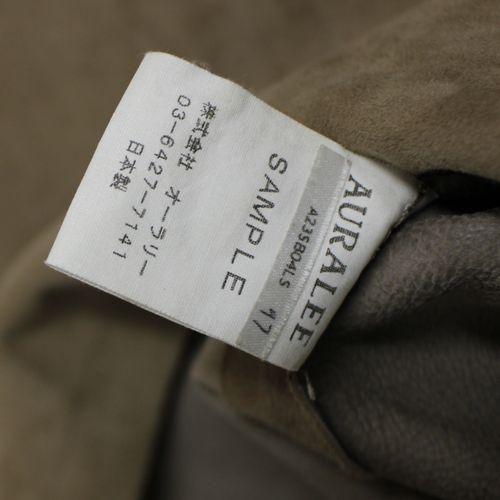 AURALEE
A23SB04LS 17
SAMPLE
株式会社 オーラリー
03-6427-7141
日本製